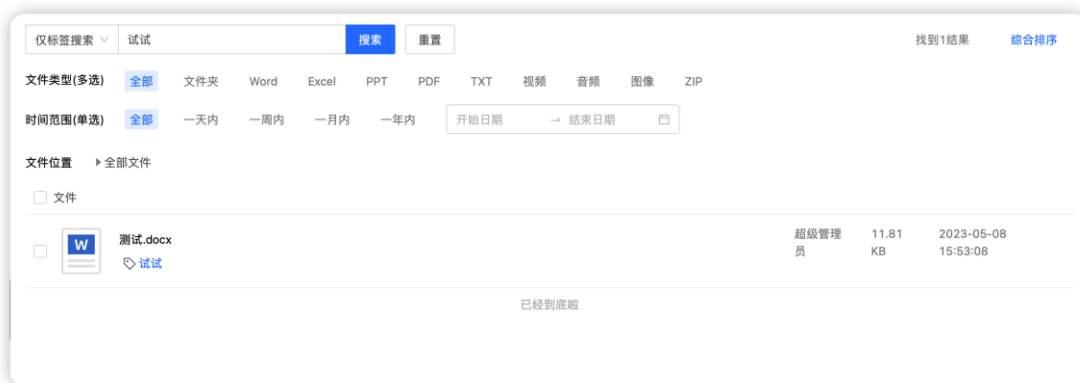 仅标签搜索 试试 搜索 重置 找到1结果 综合排序
文件类型(多选) 全部 文件夹 Word Excel PPT PDF TXT 视频 音频 图像 ZIP
时间范围(单选) 全部 一天内 一周内 一月内 一年内 开始日期 → 结束日期
文件位置 全部文件
文件
W 测试.docx 超级管理 11.81 2023-05-08
员 KB 15:53:08
试试
已经到底啦